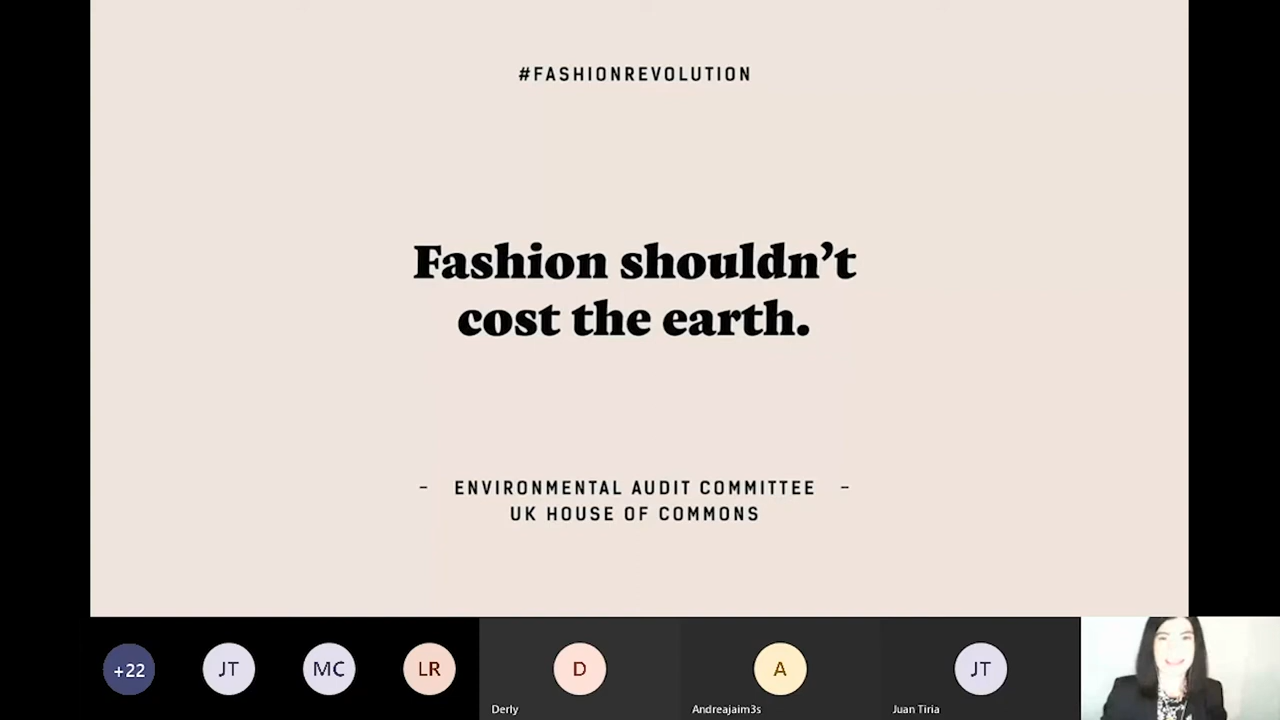 #FASHIONREVOLUTION
Fashion shouldn’t
cost the earth.
- ENVIRONMENTAL AUDIT COMMITTEE -
UK HOUSE OF COMMONS
+22
JT
MC
LR
D
A
JT
Derly
Andreajaim3s
Juan Tiria